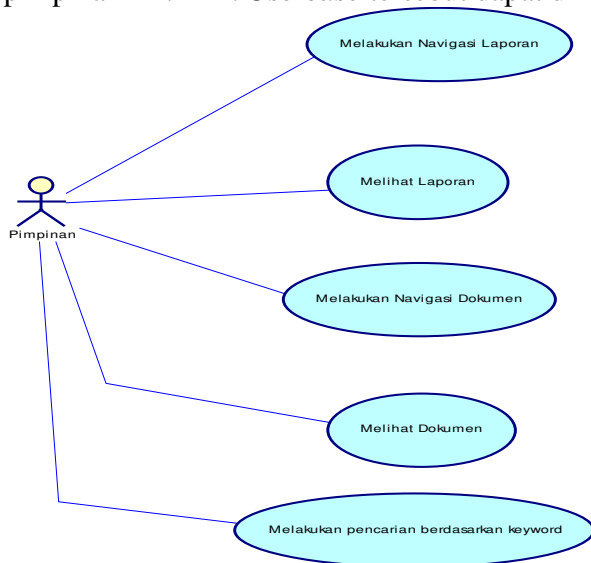 Melakukan Navigasi Laporan
Melihat Laporan
Pimpinan
Melakukan Navigasi Dokumen
Melihat Dokumen
Melakukan pencarian berdasarkan keyword